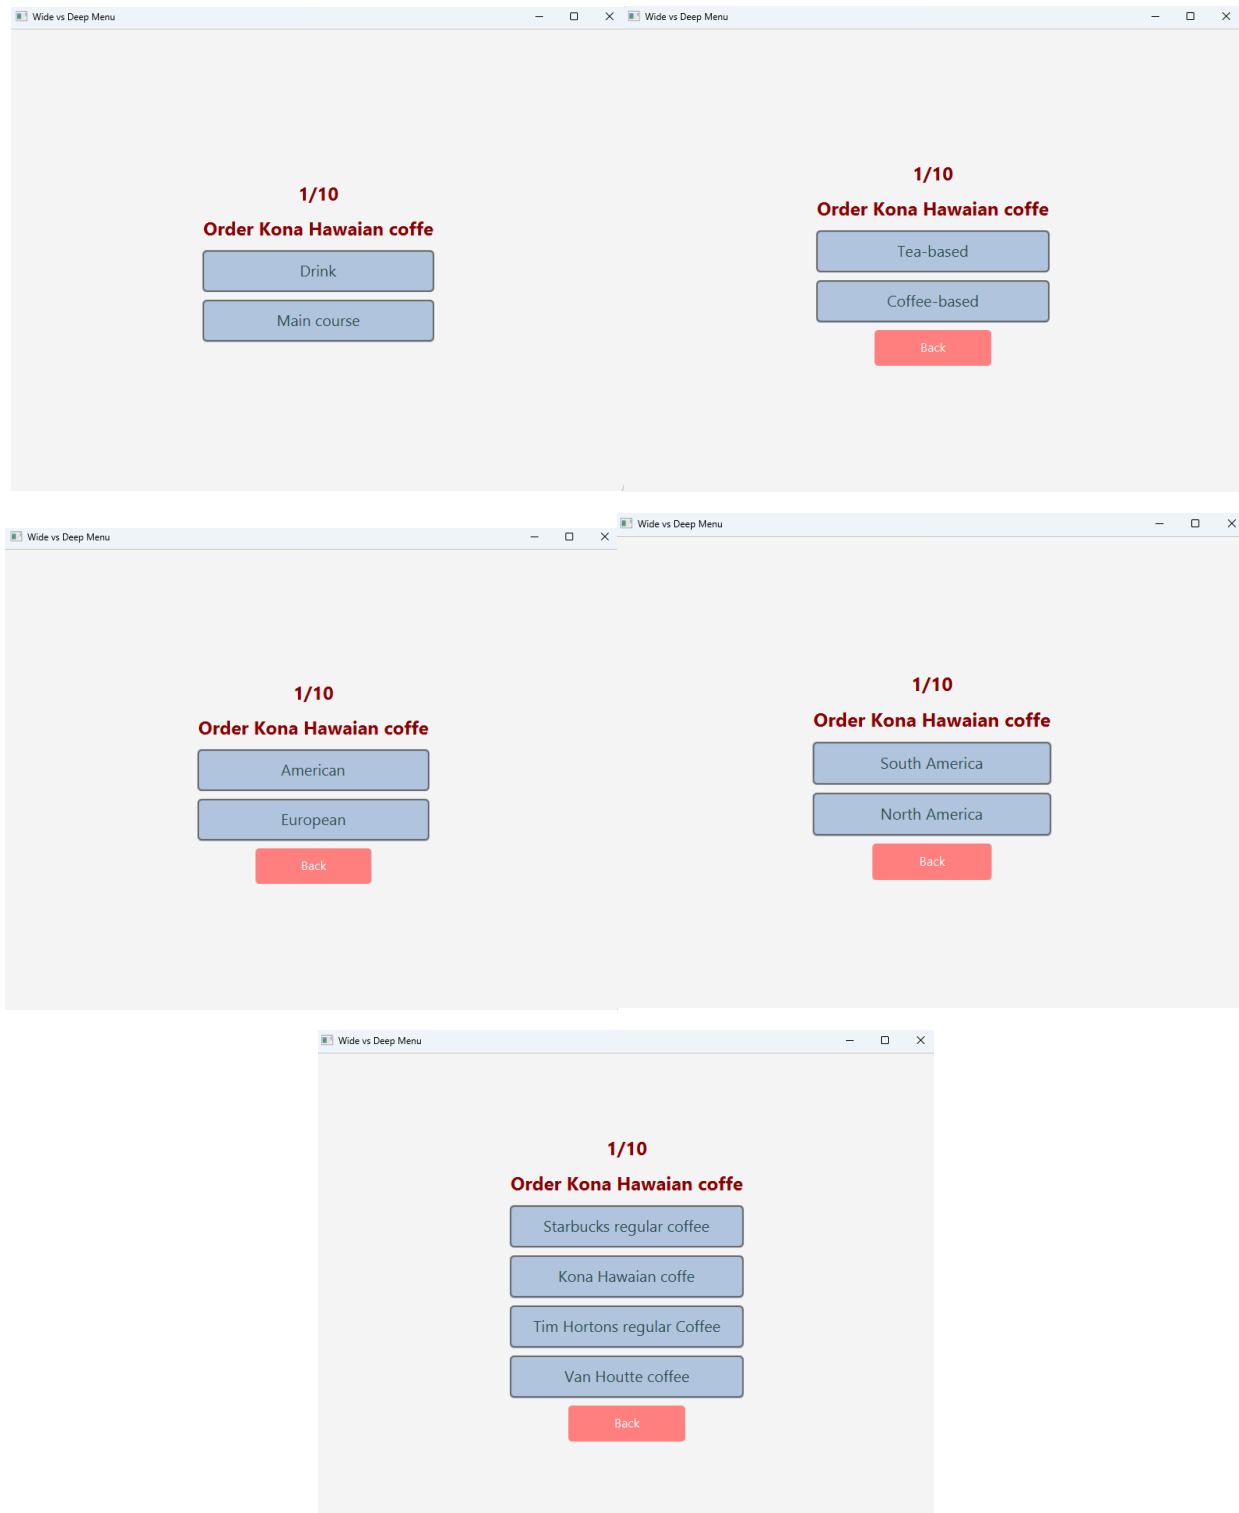 Wide vs Deep Menu
1/10
Order Kona Hawaian coffe
Drink
Main course
Wide vs Deep Menu
1/10
Order Kona Hawaian coffe
Tea-based
Coffee-based
Back
Wide vs Deep Menu
1/10
Order Kona Hawaian coffe
American
European
Back
Wide vs Deep Menu
1/10
Order Kona Hawaian coffe
South America
North America
Back
Wide vs Deep Menu
1/10
Order Kona Hawaian coffe
Starbucks regular coffee
Kona Hawaian coffe
Tim Hortons regular Coffee
Van Houtte coffee
Back